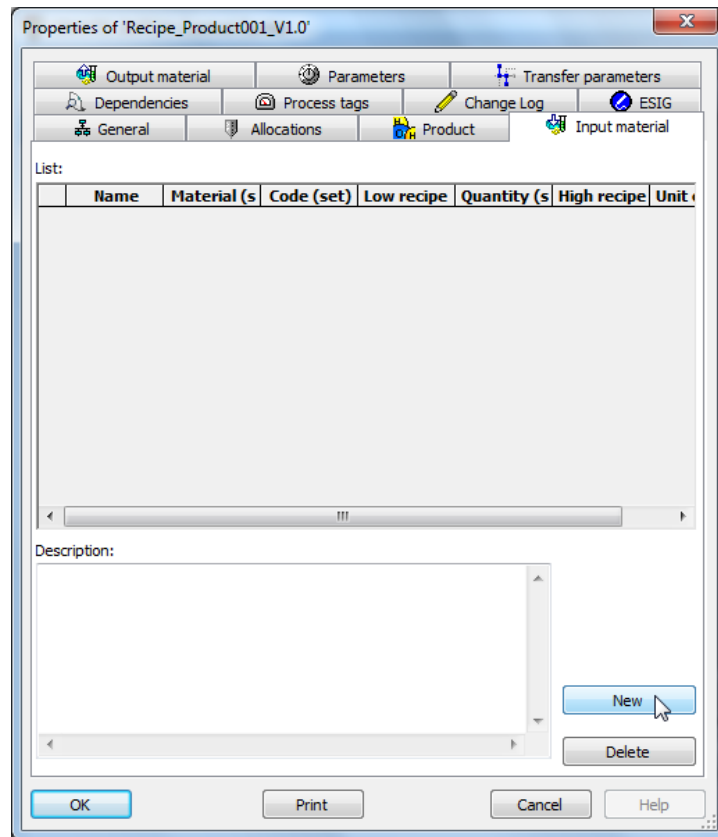 Properties of 'Recipe_Product001_V1.0'
Output material Parameters Transfer parameters
Dependencies Process tags Change Log ESIG
General Allocations Product Input material
List:
Name Material (s Code (set) Low recipe Quantity (s High recipe Unit
Description:
New
Delete
OK Print Cancel Help